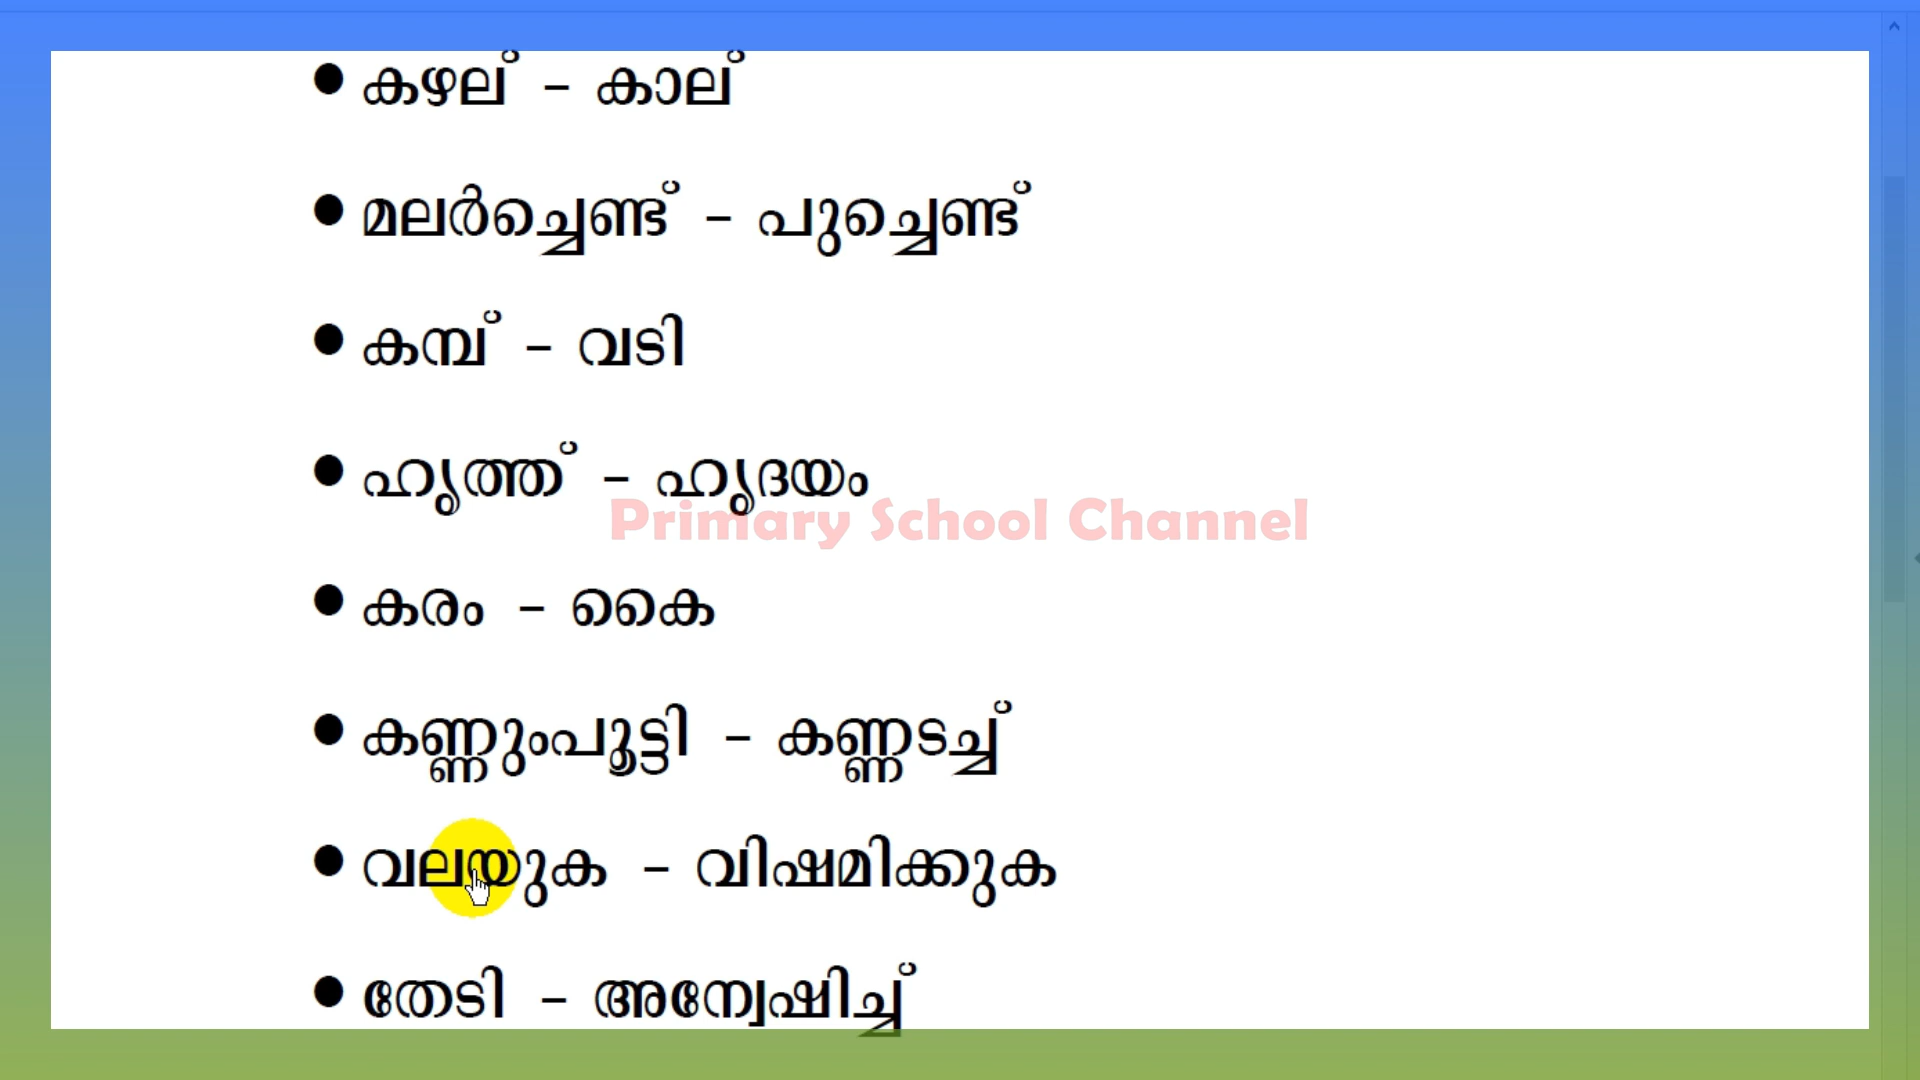 ● കഴല് – കാല്
● മലർച്ചെണ്ട് – പുച്ചെണ്ട്
● കമ്പ് – വടി
● ഹൃത്ത് – ഹൃദയം
Primary School Channel
● കരം – കൈ
● കണ്ണുംപൂട്ടി – കണ്ണടച്ച്
● വലയുക – വിഷമിക്കുക
● തേടി – അന്വേഷിച്ച്